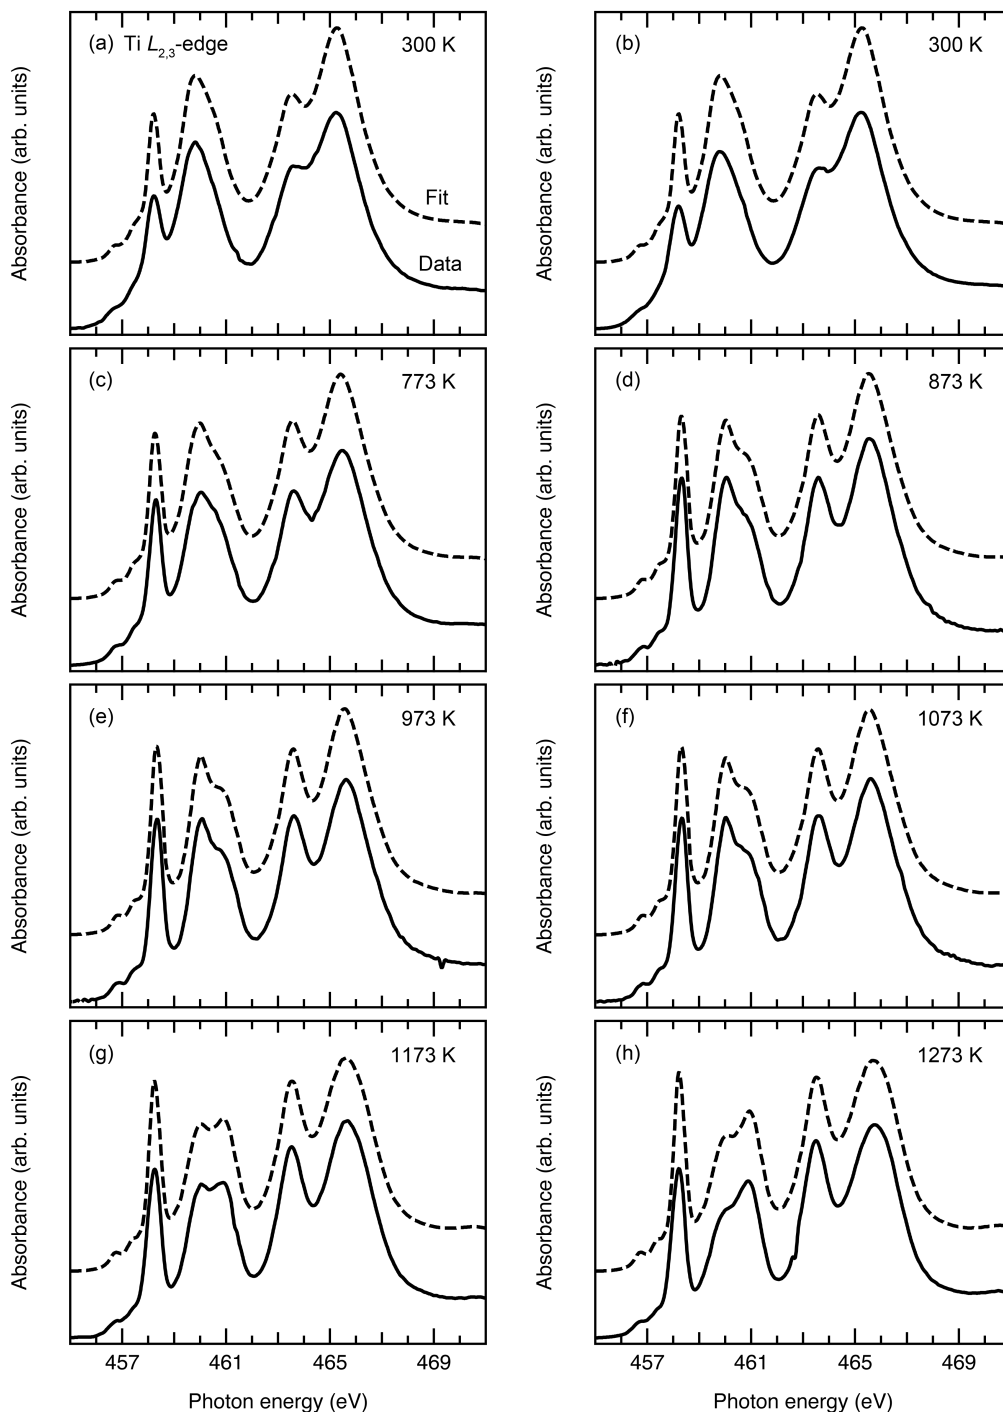 (a) Ti L2,3-edge 300 K
Fit
Data
Absorbance (arb. units)
(b) 300 K
Absorbance (arb. units)
(c) 773 K
Absorbance (arb. units)
(d) 873 K
Absorbance (arb. units)
(e) 973 K
Absorbance (arb. units)
(f) 1073 K
Absorbance (arb. units)
(g) 1173 K
Absorbance (arb. units)
457 461 465 469
Photon energy (eV)
(h) 1273 K
Absorbance (arb. units)
457 461 465 469
Photon energy (eV)